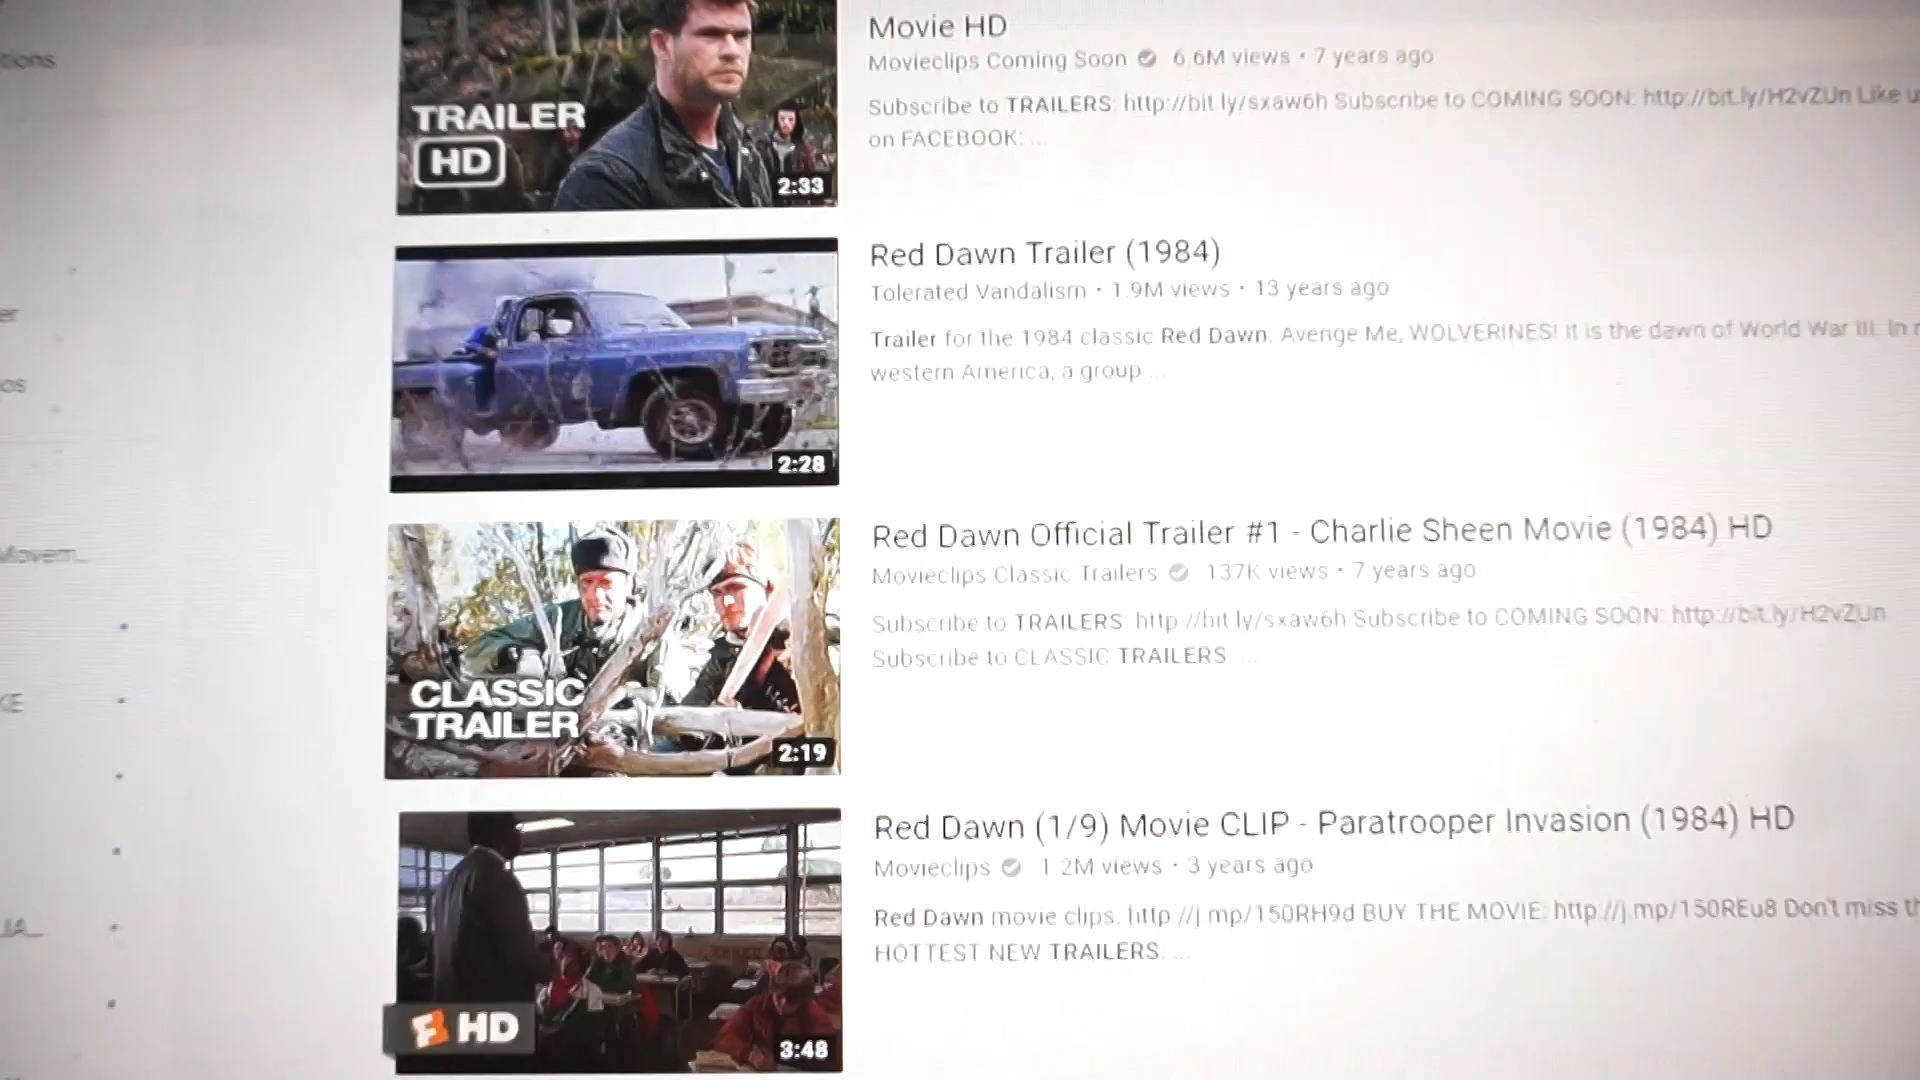 Movie HD
Movieclips Coming Soon 6.6M views • 7 years ago
Subscribe to TRAILERS: http://bit.ly/sxaw6h Subscribe to COMING SOON: http://bit.ly/H2vZUn Like u
on FACEBOOK: ...
TRAILER
HD
2:33
Red Dawn Trailer (1984)
Tolerated Vandalism • 1.9M views • 13 years ago
Trailer for the 1984 classic Red Dawn. Avenge Me, WOLVERINES! It is the dawn of World War III. In
western America, a group ...
2:28
Red Dawn Official Trailer #1 - Charlie Sheen Movie (1984) HD
Movieclips Classic Trailers 137K views • 7 years ago
Subscribe to TRAILERS: http://bit.ly/sxaw6h Subscribe to COMING SOON: http://bit.ly/H2vZUn
Subscribe to CLASSIC TRAILERS ...
CLASSIC
TRAILER
2:19
Red Dawn (1/9) Movie CLIP - Paratrooper Invasion (1984) HD
Movieclips 1.2M views • 3 years ago
Red Dawn movie clips: http://j.mp/150RH9d BUY THE MOVIE: http://j.mp/150REu8 Don't miss th
HOTTEST NEW TRAILERS: ...
HD
3:48